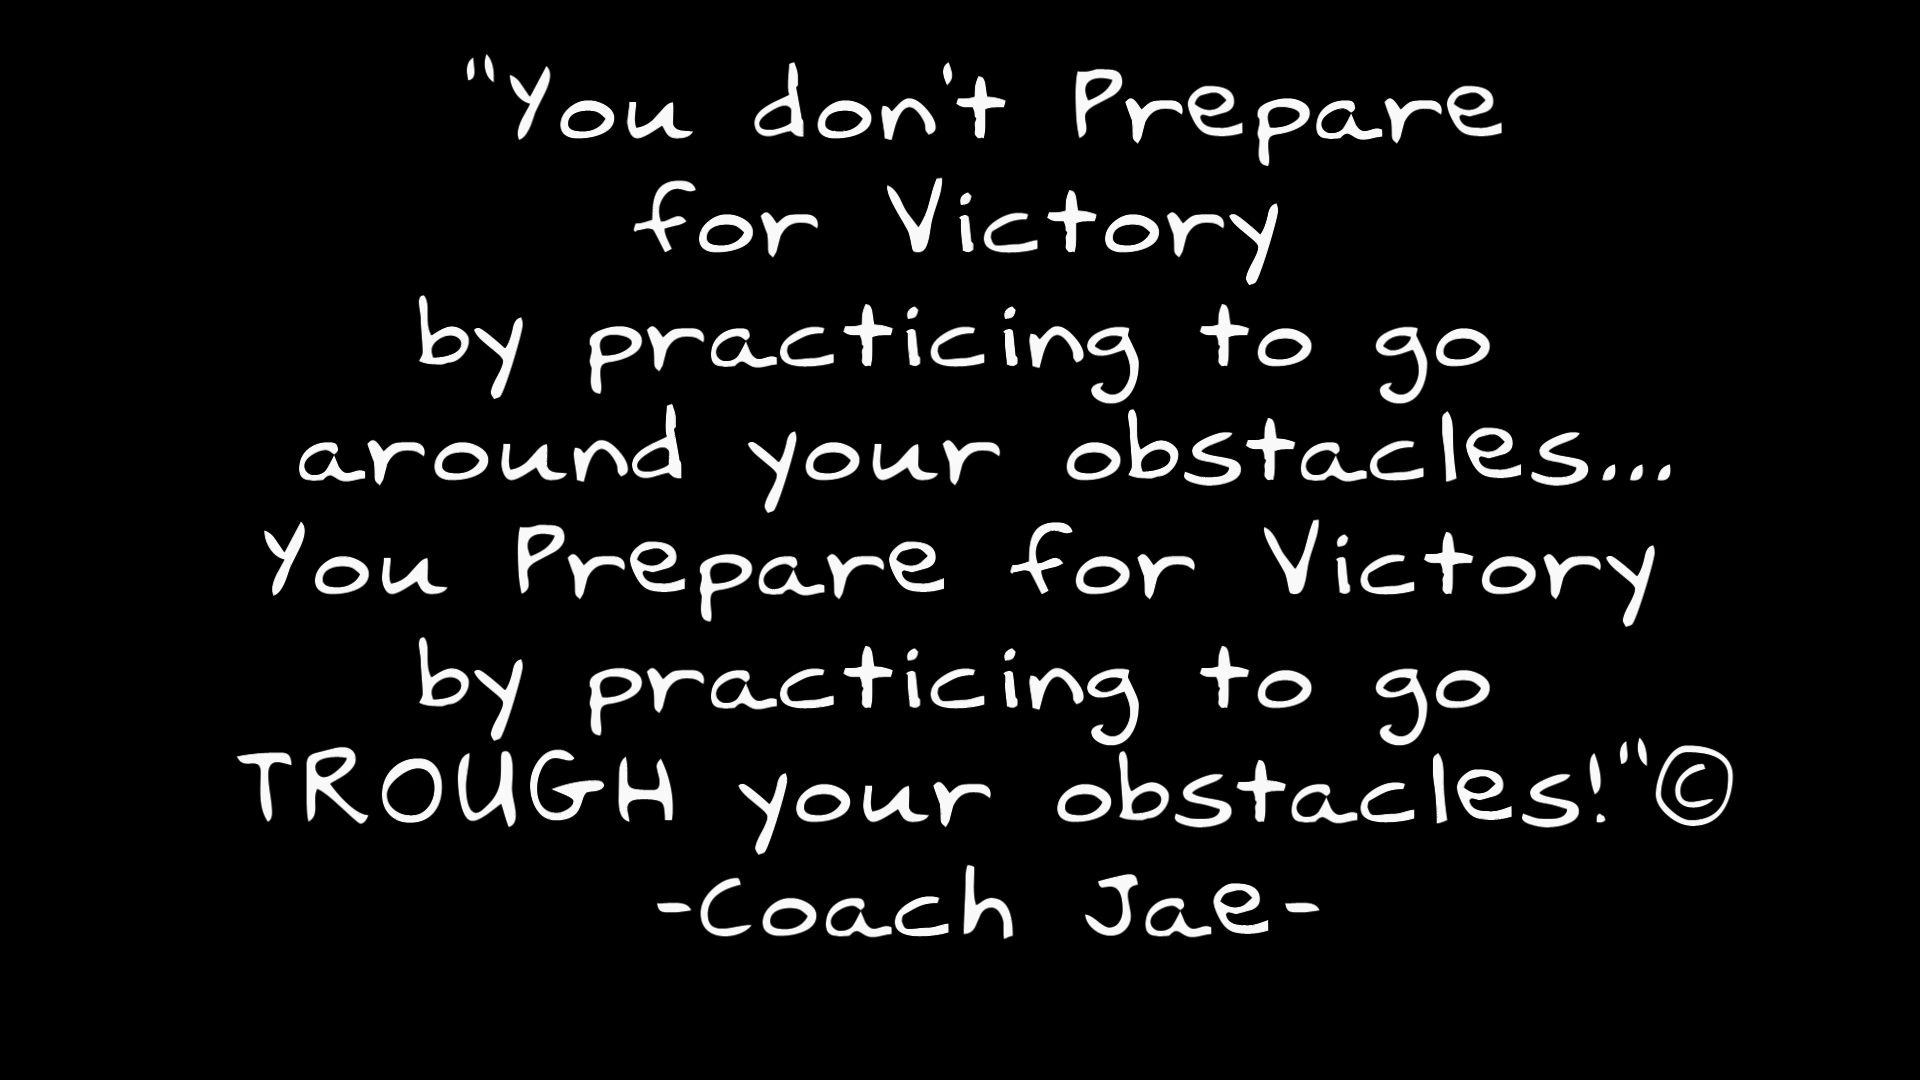 "You don't Prepare
for Victory
by practicing to go
around your obstacles...
You Prepare for Victory
by practicing to go
TROUGH your obstacles!"©
-Coach Jae-